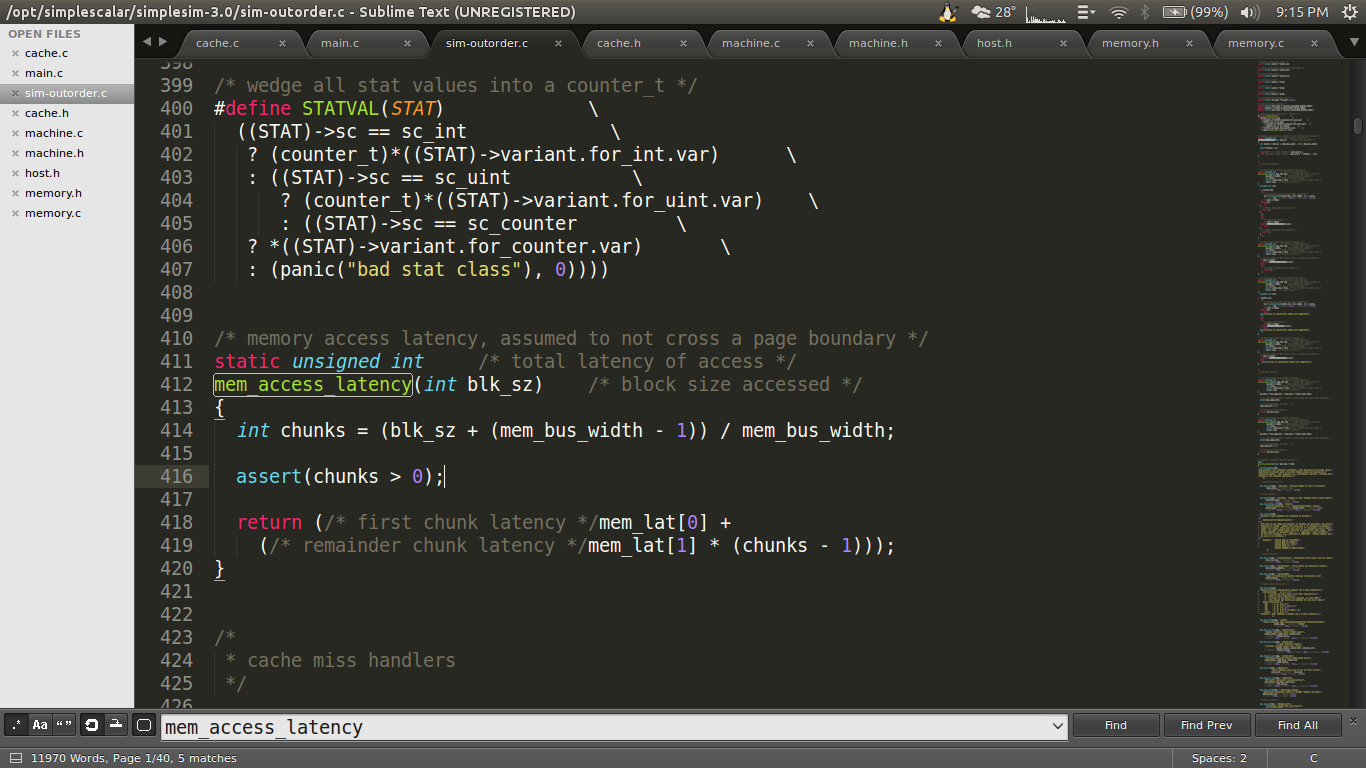 /opt/simplescalar/simplesim-3.0/sim-outorder.c - Sublime Text (UNREGISTERED)
28° (99%) 9:15 PM
OPEN FILES
cache.c
main.c
sim-outorder.c
cache.h
machine.c
machine.h
host.h
memory.h
memory.c
cache.c main.c sim-outorder.c cache.h machine.c machine.h host.h memory.h memory.c
398
399 /* wedge all stat values into a counter_t */
400 #define STATVAL(STAT) \
401 ((STAT)->sc == sc_int \
402 ? (counter_t)*((STAT)->variant.for_int.var) \
403 : ((STAT)->sc == sc_uint \
404 ? (counter_t)*((STAT)->variant.for_uint.var) \
405 : ((STAT)->sc == sc_counter \
406 ? *((STAT)->variant.for_counter.var) \
407 : (panic("bad stat class"), 0))))
408
409
410 /* memory access latency, assumed to not cross a page boundary */
411 static unsigned int /* total latency of access */
412 mem_access_latency(int blk_sz) /* block size accessed */
413 {
414 int chunks = (blk_sz + (mem_bus_width - 1)) / mem_bus_width;
415
416 assert(chunks > 0);
417
418 return (/* first chunk latency */mem_lat[0] +
419 (/* remainder chunk latency */mem_lat[1] * (chunks - 1)));
420 }
421
422
423 /*
424 * cache miss handlers
425 */
426
.* Aa “ ” mem_access_latency Find Find Prev Find All
11970 Words, Page 1/40, 5 matches Spaces: 2 C